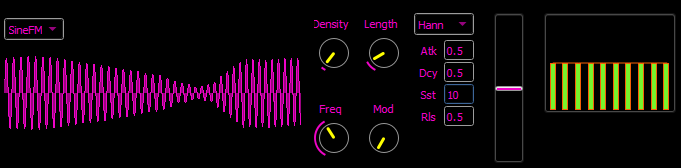 SineFM
Density
Length
Freq
Mod
Hann
Atk 0.5
Dcy 0.5
Sst 10
Rls 0.5